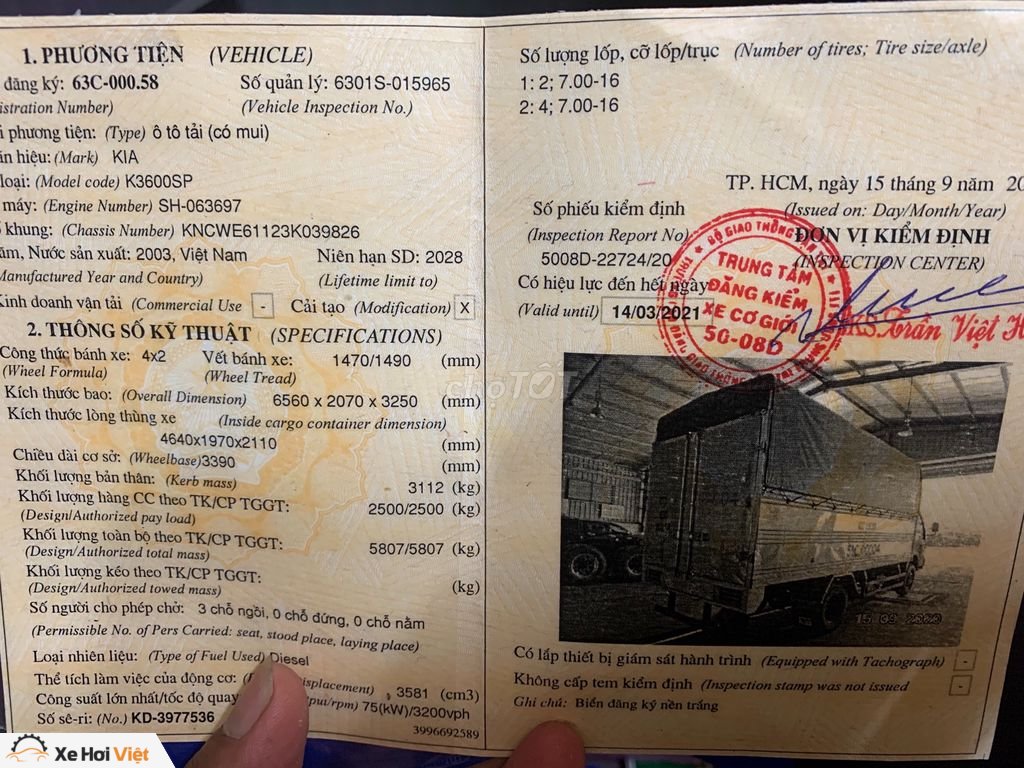 1. PHƯƠNG TIỆN (VEHICLE)
đăng ký: 63C-000.58 Số quản lý: 6301S-015965
istration Number) (Vehicle Inspection No.)
i phương tiện: (Type) ô tô tải (có mui)
ãn hiệu: (Mark) KIA
loại: (Model code) K3600SP
máy: (Engine Number) SH-063697
khung: (Chassis Number) KNCWE61123K039826
ăm, Nước sản xuất: 2003, Việt Nam Niên hạn SD: 2028
Manufactured Year and Country) (Lifetime limit to)
Kinh doanh vận tải (Commercial Use - Cải tạo (Modification) X
2. THÔNG SỐ KỸ THUẬT (SPECIFICATIONS)
Công thức bánh xe: 4x2 Vết bánh xe: 1470/1490 (mm)
(Wheel Formula) (Wheel Tread)
Kích thước bao: (Overall Dimension) 6560 x 2070 x 3250 (mm)
Kích thước lòng thùng xe (Inside cargo container dimension)
4640x1970x2110 (mm)
Chiều dài cơ sở: (Wheelbase) 3390 (mm)
Khối lượng bản thân: (Kerb mass) 3112 (kg)
Khối lượng hàng CC theo TK/CP TGGT: 2500/2500 (kg)
(Design/Authorized pay load)
Khối lượng toàn bộ theo TK/CP TGGT: 5807/5807 (kg)
(Design/Authorized total mass)
Khối lượng kéo theo TK/CP TGGT: (kg)
(Design/Authorized towed mass)
Số người cho phép chở: 3 chỗ ngồi, 0 chỗ đứng, 0 chỗ nằm
(Permissible No. of Pers Carried: seat, stood place, laying place)
Loại nhiên liệu: (Type of Fuel Used) Diesel
Thể tích làm việc của động cơ: isplacement) 3581 (cm3)
Công suất lớn nhất/tốc độ quay put/rpm) 75(kW)/3200vph
Số sê-ri: (No.) KD-3977536
3996692589
Số lượng lốp, cỡ lốp/trục (Number of tires; Tire size/axle)
1: 2; 7.00-16
2: 4; 7.00-16
TP. HCM, ngày 15 tháng 9 năm 20
(Issued on: Day/Month/Year)
Số phiếu kiểm định
(Inspection Report No)
ĐƠN VỊ KIỂM ĐỊNH
5008D-22724/20
(INSPECTION CENTER)
Có hiệu lực đến hết ngày
(Valid until) 14/03/2021
BỘ GIAO THÔNG
TRUNG TÂM
ĐĂNG KIỂM
XE CƠ GIỚI
50-08D
Trần Việt H
chợTỐT
15 09 2020
Có lắp thiết bị giám sát hành trình (Equipped with Tachograph) -
Không cấp tem kiểm định (Inspection stamp was not issued -
Ghi chú: Biển đăng ký nền trắng
Xe Hơi Việt